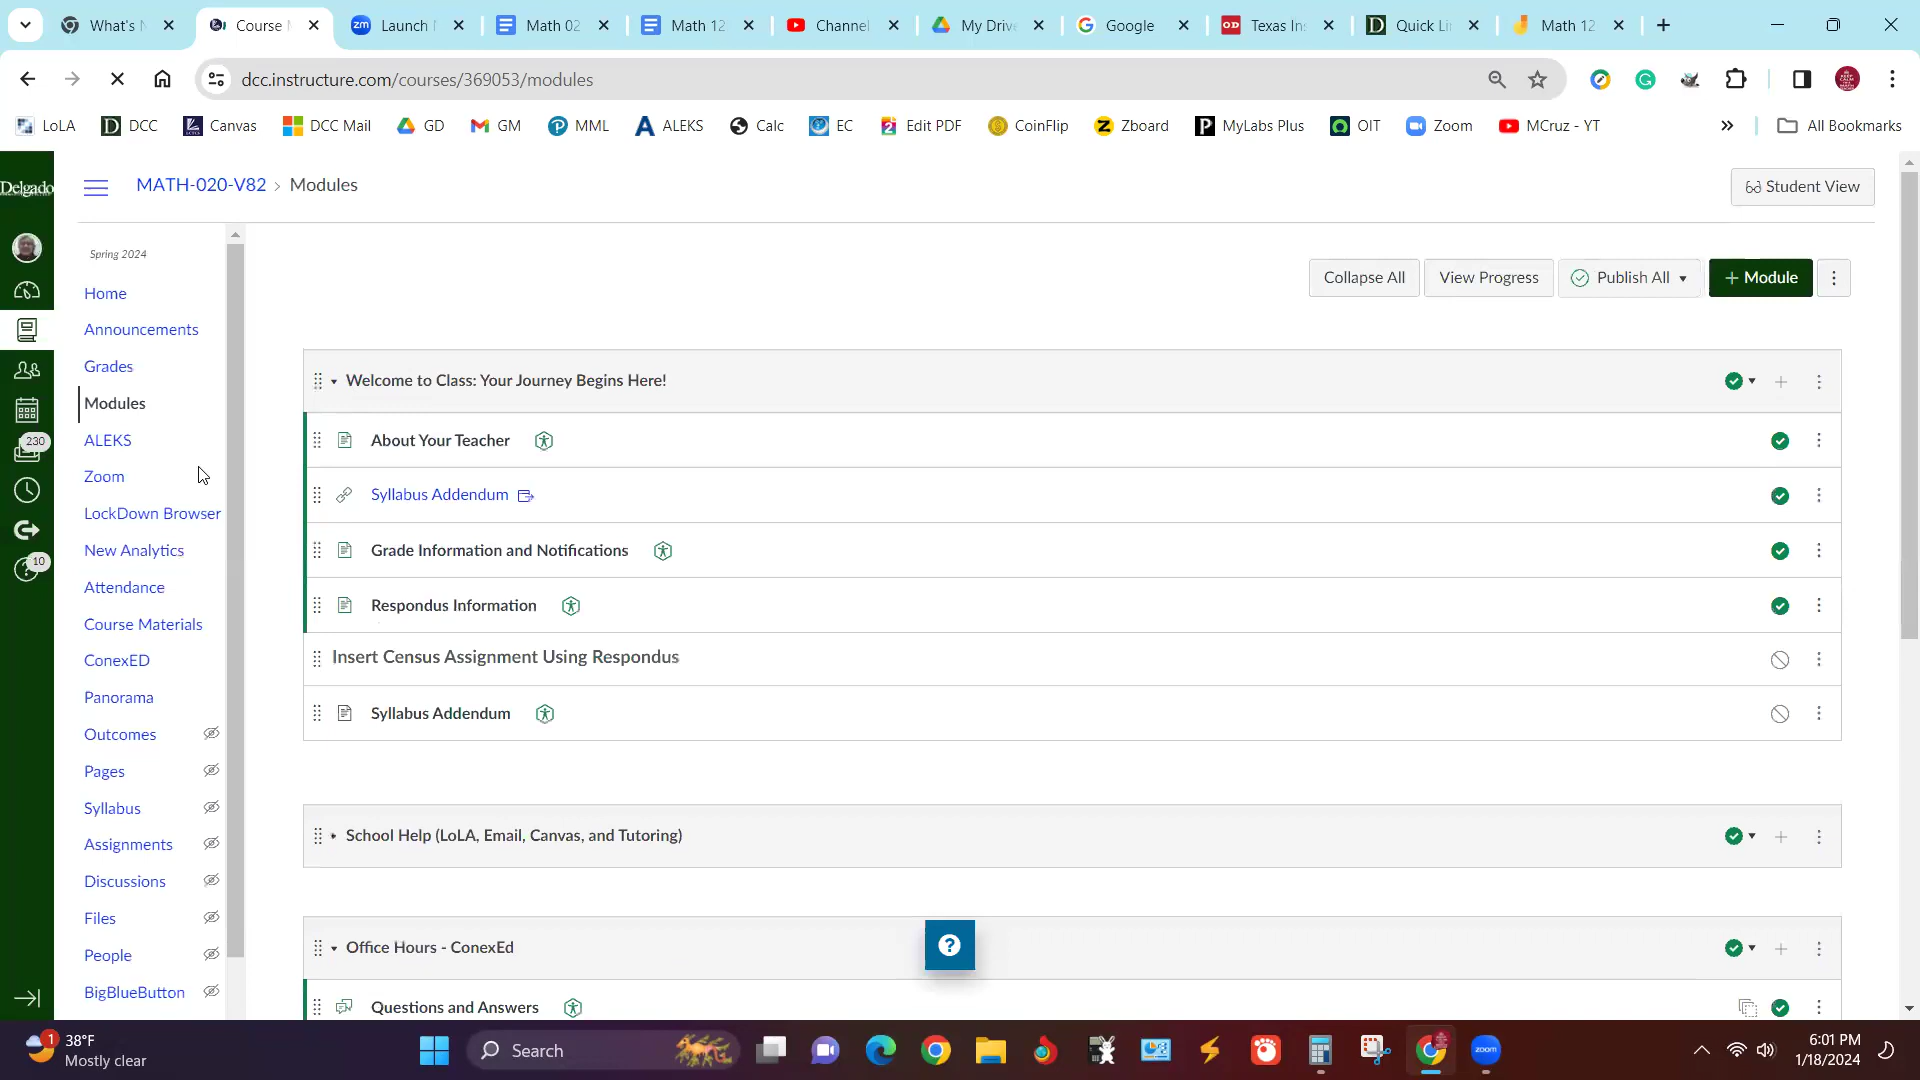 What's N
Course M
Launch M
Math 02
Math 12
Channel
My Drive
Google
Texas Ins
Quick Lin
Math 12
dcc.instructure.com/courses/369053/modules
LoLA
DCC
Canvas
DCC Mail
GD
GM
MML
ALEKS
Calc
EC
Edit PDF
CoinFlip
Zboard
MyLabs Plus
OIT
Zoom
MCruz - YT
All Bookmarks
Delgado
MATH-020-V82 › Modules
Student View
Spring 2024
Home
Announcements
Grades
Modules
ALEKS
Zoom
LockDown Browser
New Analytics
Attendance
Course Materials
ConexED
Panorama
Outcomes
Pages
Syllabus
Assignments
Discussions
Files
People
BigBlueButton
230
10
Collapse All
View Progress
Publish All
+ Module
Welcome to Class: Your Journey Begins Here!
About Your Teacher
Syllabus Addendum
Grade Information and Notifications
Respondus Information
Insert Census Assignment Using Respondus
Syllabus Addendum
School Help (LoLA, Email, Canvas, and Tutoring)
Office Hours - ConexEd
Questions and Answers
1
38°F
Mostly clear
Search
zoom
6:01 PM
1/18/2024